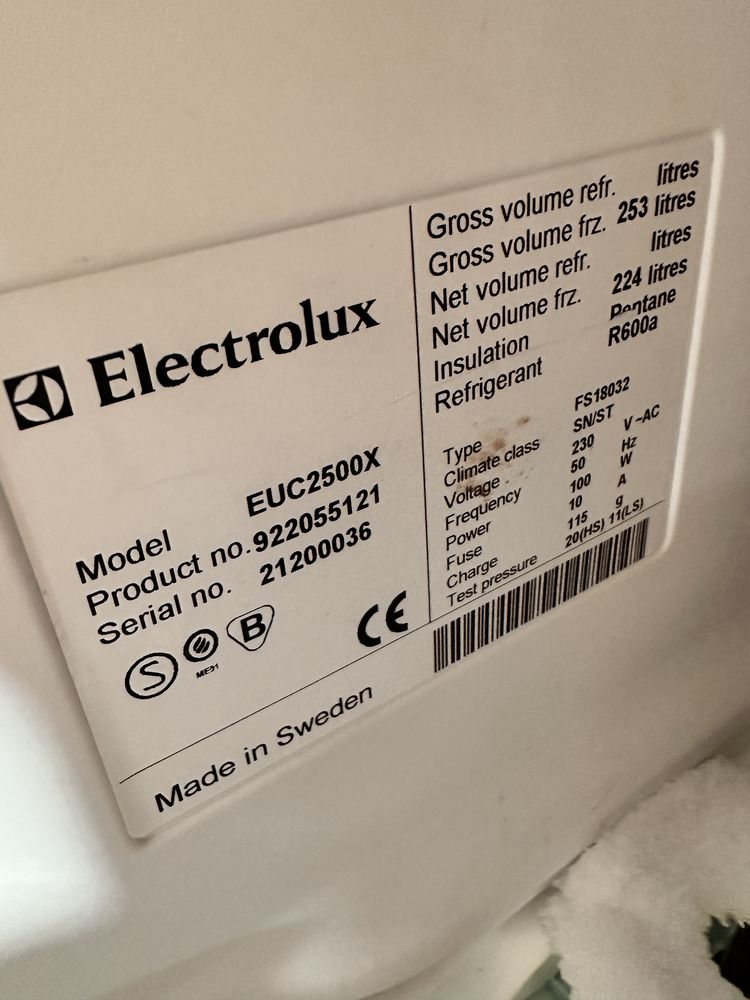 Electrolux
Model EUC2500X
Product no. 922055121
Serial no. 21200036
S
B
CE
Made in Sweden
Gross volume refr. litres
Gross volume frz. 253 litres
Net volume refr. litres
Net volume frz. 224 litres
Insulation Pentane
Refrigerant R600a
Type FS18032
Climate class SN/ST
Voltage 230 V~AC
Frequency 50 Hz
Power 100 W
Fuse 10 A
Charge 115 g
Test pressure 20(HS) 11(LS)